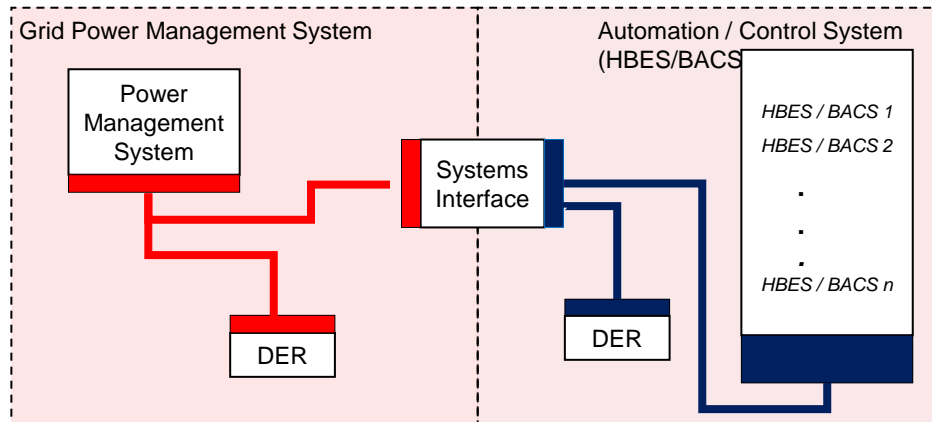 Grid Power Management System
Automation / Control System
(HBES/BACS
Power
Management
System
Systems
Interface
HBES / BACS 1
HBES / BACS 2
.
.
.
HBES / BACS n
DER
DER